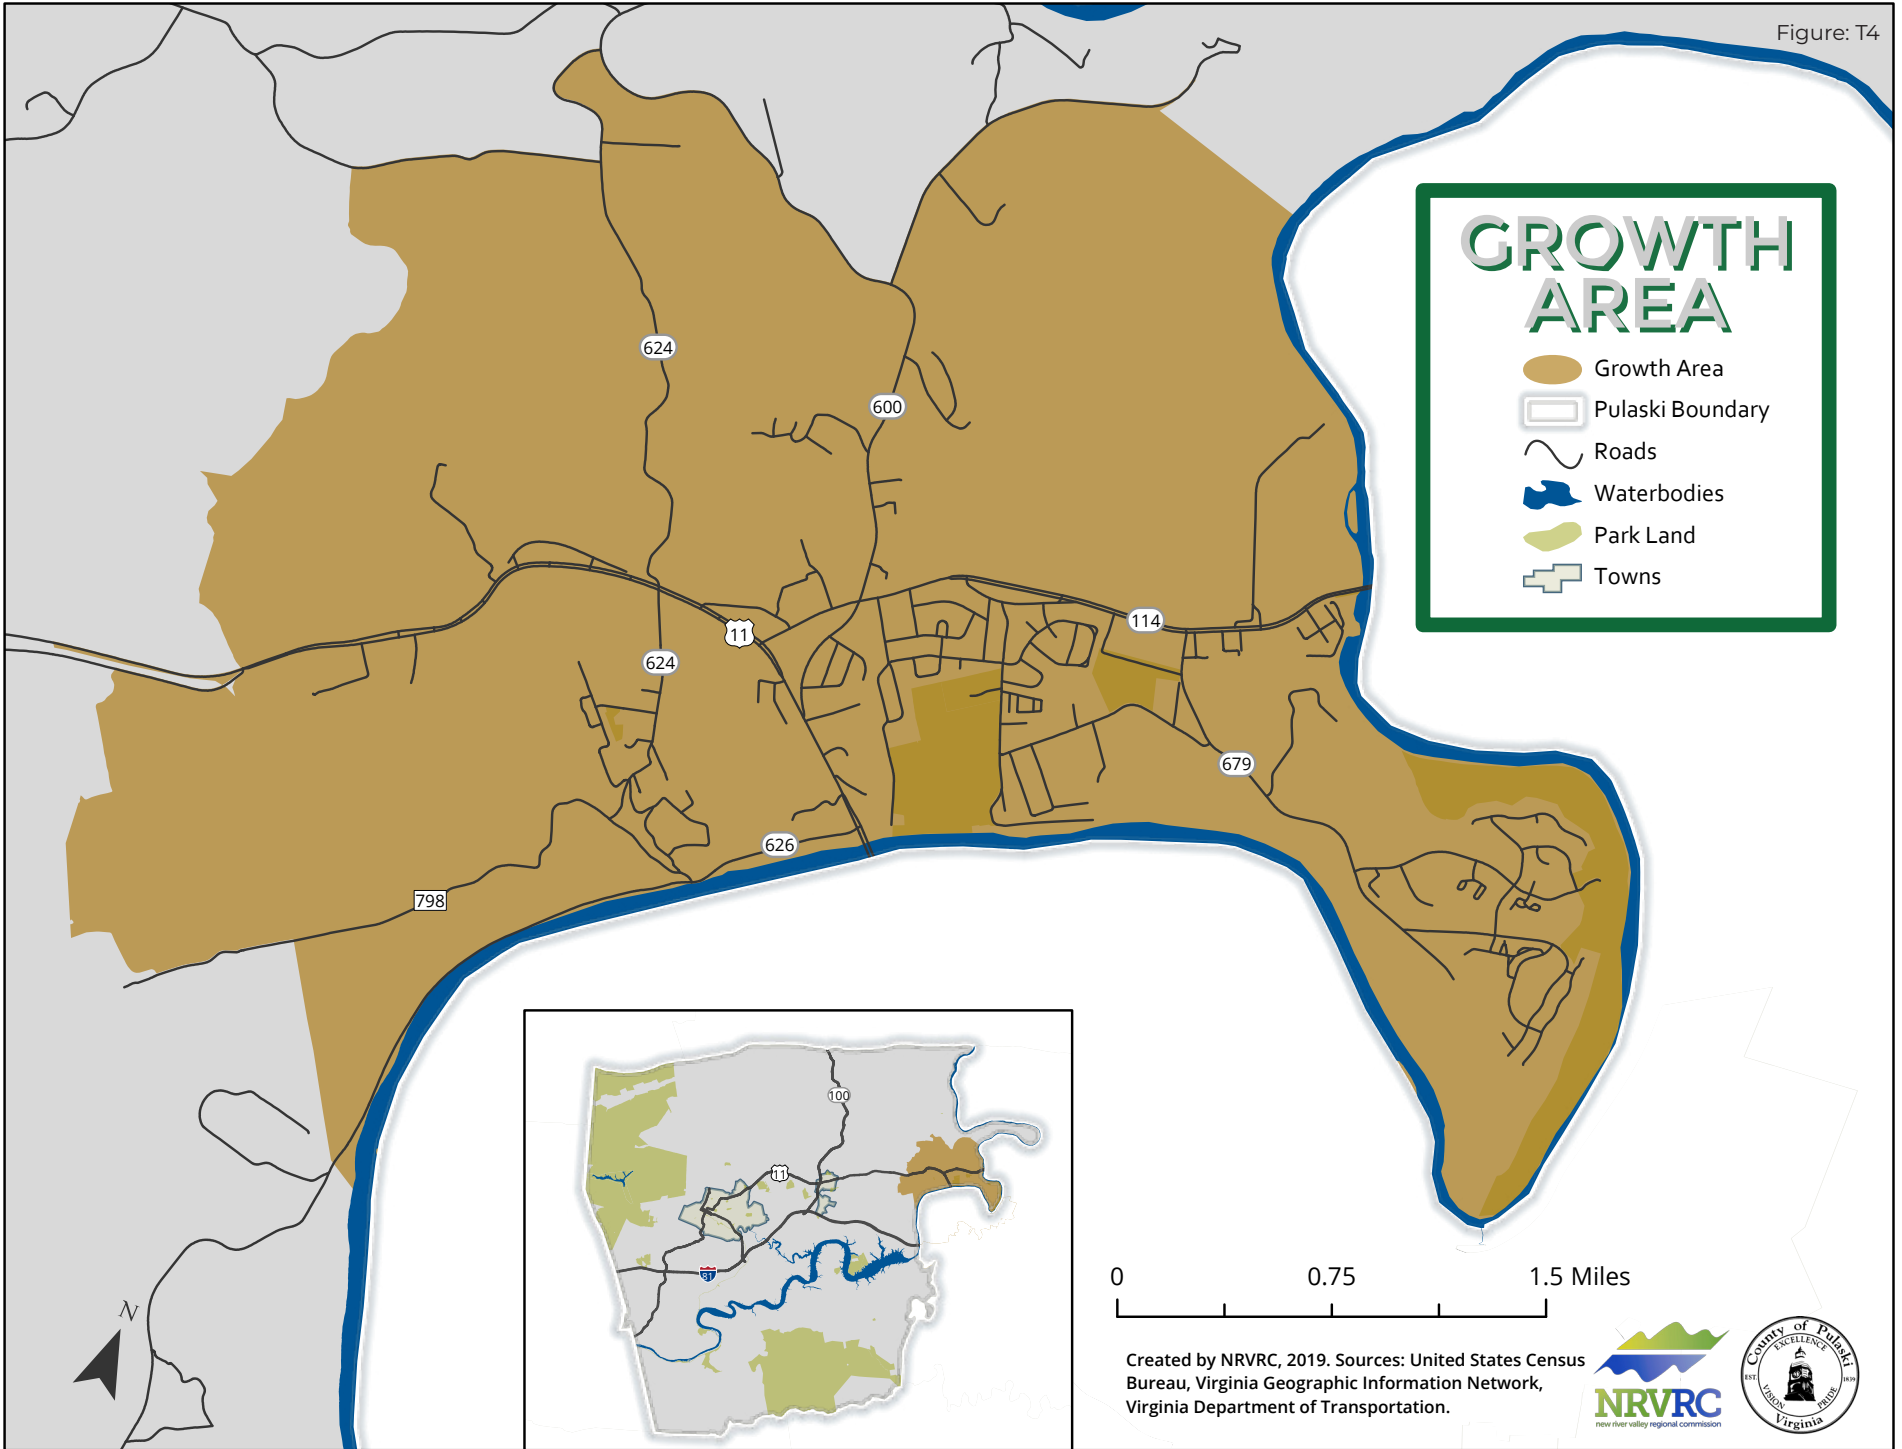 Figure: T4
GROWTH
AREA
Growth Area
Pulaski Boundary
Roads
Waterbodies
Park Land
Towns
624
600
114
11
624
679
626
798
100
11
81
N
0 0.75 1.5 Miles
Created by NRVRC, 2019. Sources: United States Census
Bureau, Virginia Geographic Information Network,
Virginia Department of Transportation.
NRVRC
new river valley regional commission
County of Pulaski
EXCELLENCE
EST. 1839
VISION PRIDE
Virginia